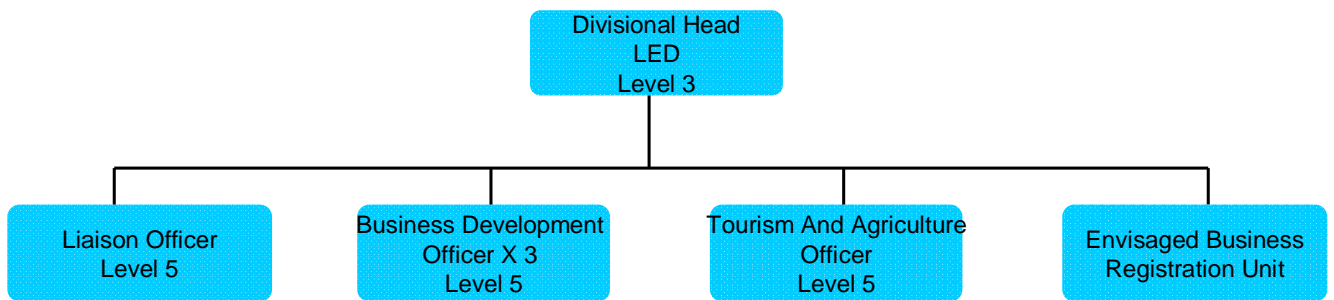 Divisional Head
LED
Level 3
Liaison Officer
Level 5
Business Development
Officer X 3
Level 5
Tourism And Agriculture
Officer
Level 5
Envisaged Business
Registration Unit